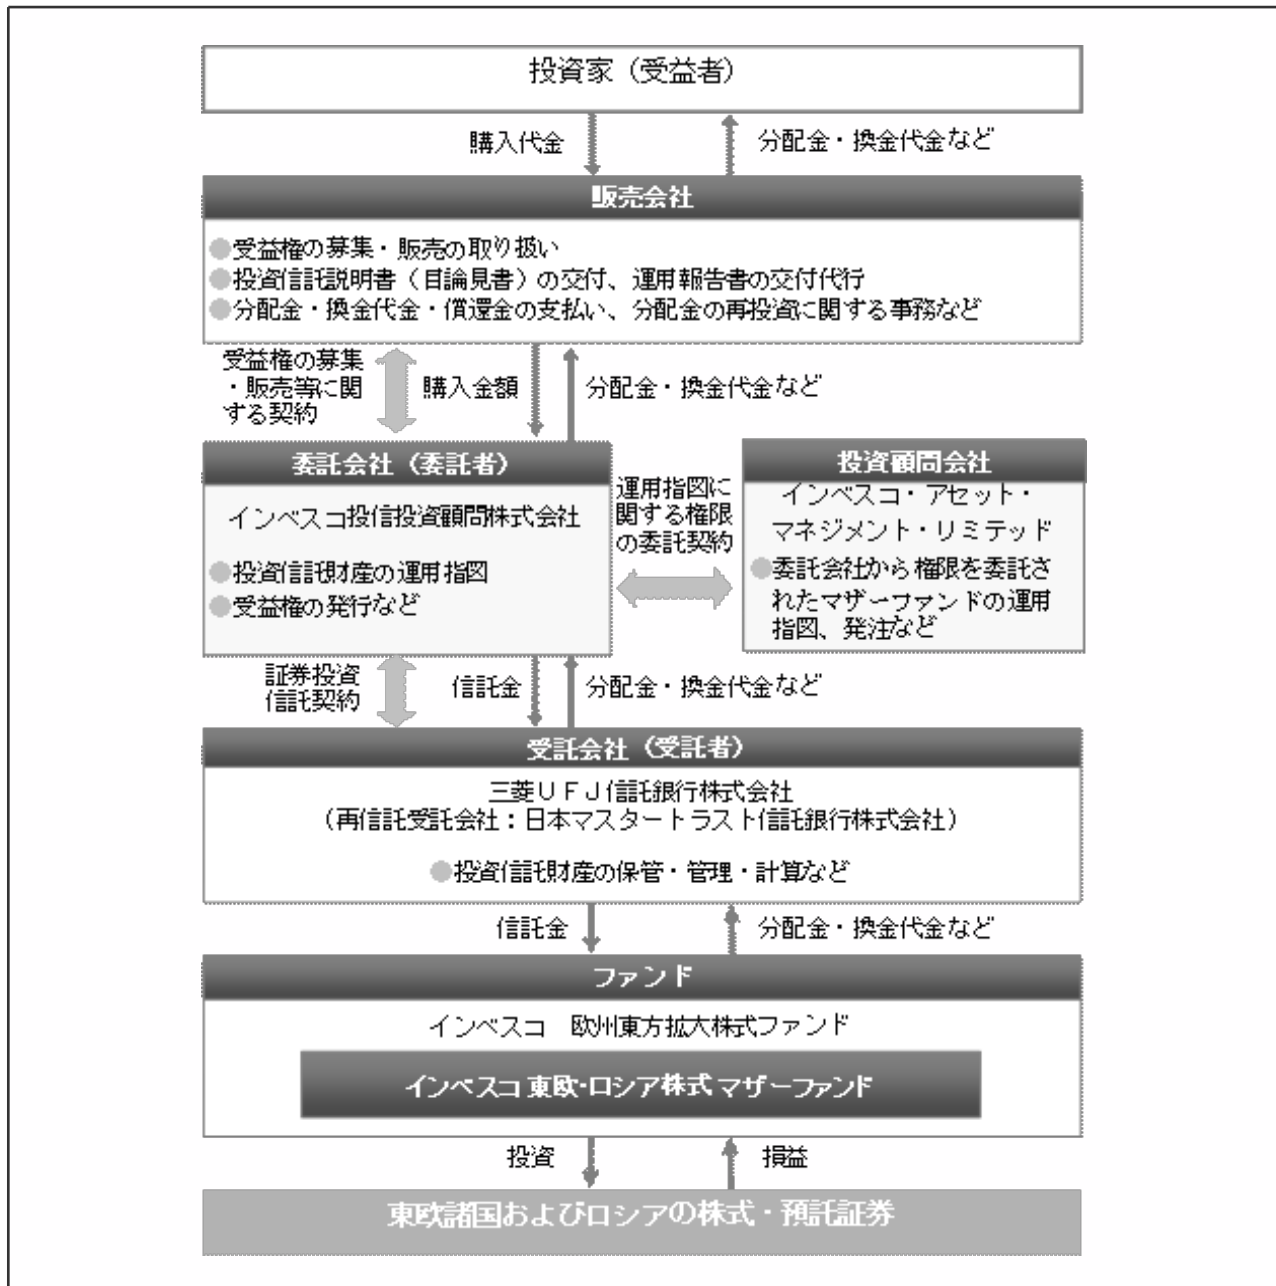 投資家（受益者）
購入代金
分配金・換金代金など
販売会社
●受益権の募集・販売の取り扱い
●投資信託説明書（目論見書）の交付、運用報告書の交付代行
●分配金・換金代金・償還金の支払い、分配金の再投資に関する事務など
受益権の募集
・販売等に関
する契約
購入金額
分配金・換金代金など
委託会社（委託者）
インベスコ投信投資顧問株式会社
●投資信託財産の運用指図
●受益権の発行など
運用指図に
関する権限
の委託契約
投資顧問会社
インベスコ・アセット・
マネジメント・リミテッド
●委託会社から権限を委託さ
れたマザーファンドの運用
指図、発注など
証券投資
信託契約
信託金
分配金・換金代金など
受託会社（受託者）
三菱ＵＦＪ信託銀行株式会社
（再信託受託会社：日本マスタートラスト信託銀行株式会社）
●投資信託財産の保管・管理・計算など
信託金
分配金・換金代金など
ファンド
インベスコ　欧州東方拡大株式ファンド
インベスコ 東欧・ロシア株式 マザーファンド
投資
損益
東欧諸国およびロシアの株式・預託証券